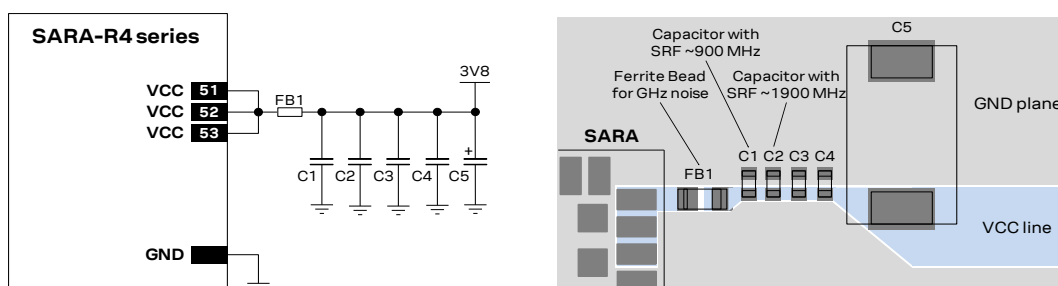 SARA-R4 series
VCC 51
VCC 52
VCC 53
GND
FB1
3V8
+
C1
C2
C3
C4
C5
Capacitor with
SRF ~900 MHz
Ferrite Bead
for GHz noise
Capacitor with
SRF ~1900 MHz
C5
GND plane
SARA
FB1
C1 C2 C3 C4
VCC line